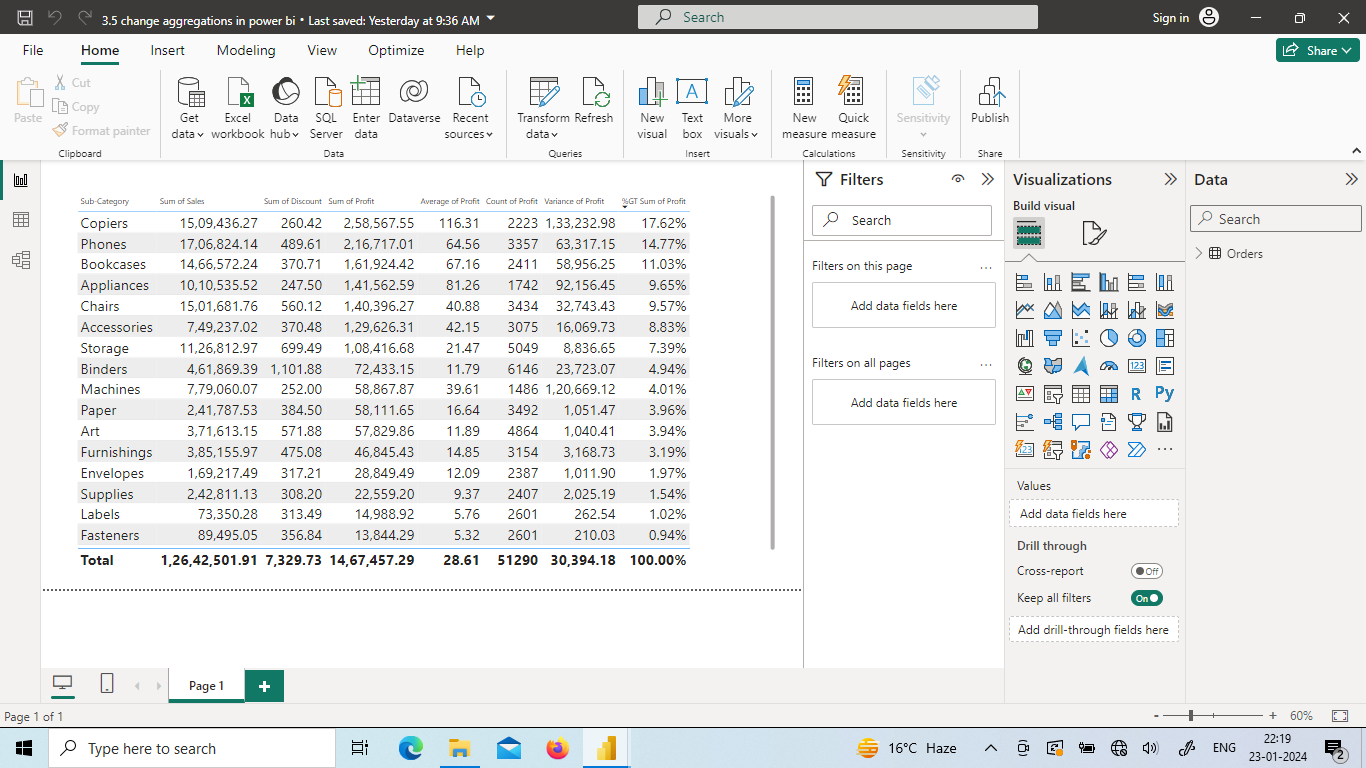 3.5 change aggregations in power bi • Last saved: Yesterday at 9:36 AM
Search
Sign in
File Home Insert Modeling View Optimize Help
Share
Paste
Cut
Copy
Format painter
Clipboard
Get data
Excel workbook
Data hub
SQL Server
Enter data
Dataverse
Recent sources
Data
Transform data
Refresh
Queries
New visual
Text box
More visuals
Insert
New measure
Quick measure
Calculations
Sensitivity
Sensitivity
Publish
Share
Sub-Category Sum of Sales Sum of Discount Sum of Profit Average of Profit Count of Profit Variance of Profit %GT Sum of Profit
Copiers 15,09,436.27 260.42 2,58,567.55 116.31 2223 1,33,232.98 17.62%
Phones 17,06,824.14 489.61 2,16,717.01 64.56 3357 63,317.15 14.77%
Bookcases 14,66,572.24 370.71 1,61,924.42 67.16 2411 58,956.25 11.03%
Appliances 10,10,535.52 247.50 1,41,562.59 81.26 1742 92,156.45 9.65%
Chairs 15,01,681.76 560.12 1,40,396.27 40.88 3434 32,743.43 9.57%
Accessories 7,49,237.02 370.48 1,29,626.31 42.15 3075 16,069.73 8.83%
Storage 11,26,812.97 699.49 1,08,416.68 21.47 5049 8,836.65 7.39%
Binders 4,61,869.39 1,101.88 72,433.15 11.79 6146 23,723.07 4.94%
Machines 7,79,060.07 252.00 58,867.87 39.61 1486 1,20,669.12 4.01%
Paper 2,41,787.53 384.50 58,111.65 16.64 3492 1,051.47 3.96%
Art 3,71,613.15 571.88 57,829.86 11.89 4864 1,040.41 3.94%
Furnishings 3,85,155.97 475.08 46,845.43 14.85 3154 3,168.73 3.19%
Envelopes 1,69,217.49 317.21 28,849.49 12.09 2387 1,011.90 1.97%
Supplies 2,42,811.13 308.20 22,559.20 9.37 2407 2,025.19 1.54%
Labels 73,350.28 313.49 14,988.92 5.76 2601 262.54 1.02%
Fasteners 89,495.05 356.84 13,844.29 5.32 2601 210.03 0.94%
Total 1,26,42,501.91 7,329.73 14,67,457.29 28.61 51290 30,394.18 100.00%
Filters
Search
Filters on this page
Add data fields here
Filters on all pages
Add data fields here
Visualizations
Build visual
123
R
Py
123
Values
Add data fields here
Drill through
Cross-report Off
Keep all filters On
Add drill-through fields here
Data
Search
Orders
Page 1
Page 1 of 1
- + 60%
Type here to search
16°C Haze
ENG
22:19
23-01-2024
2